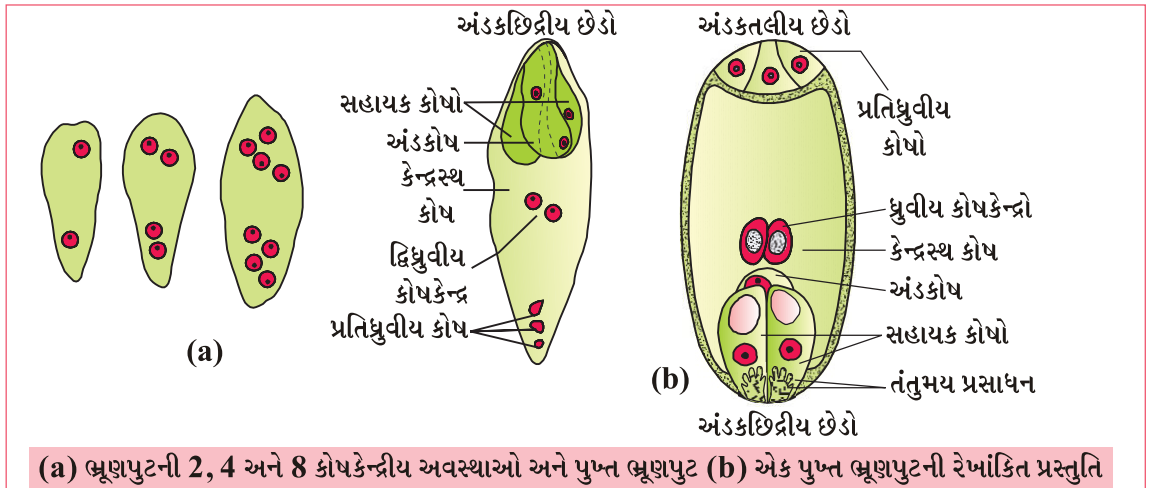 અંડકછિદ્રીય છેડો
સહાયક કોષો
અંડકોષ
કેન્દ્રસ્થ
કોષ
દ્વિધ્રુવીય
કોષકેન્દ્ર
પ્રતિધ્રુવીય કોષ
(a)
અંડકતલીય છેડો
પ્રતિધ્રુવીય
કોષો
ધ્રુવીય કોષકેન્દ્રો
કેન્દ્રસ્થ કોષ
અંડકોષ
સહાયક કોષો
તંતુમય પ્રસાધન
(b)
અંડકછિદ્રીય છેડો
(a) ભ્રૂણપુટની 2, 4 અને 8 કોષકેન્દ્રીય અવસ્થાઓ અને પુખ્ત ભ્રૂણપુટ (b) એક પુખ્ત ભ્રૂણપુટની રેખાંકિત પ્રસ્તુતિ